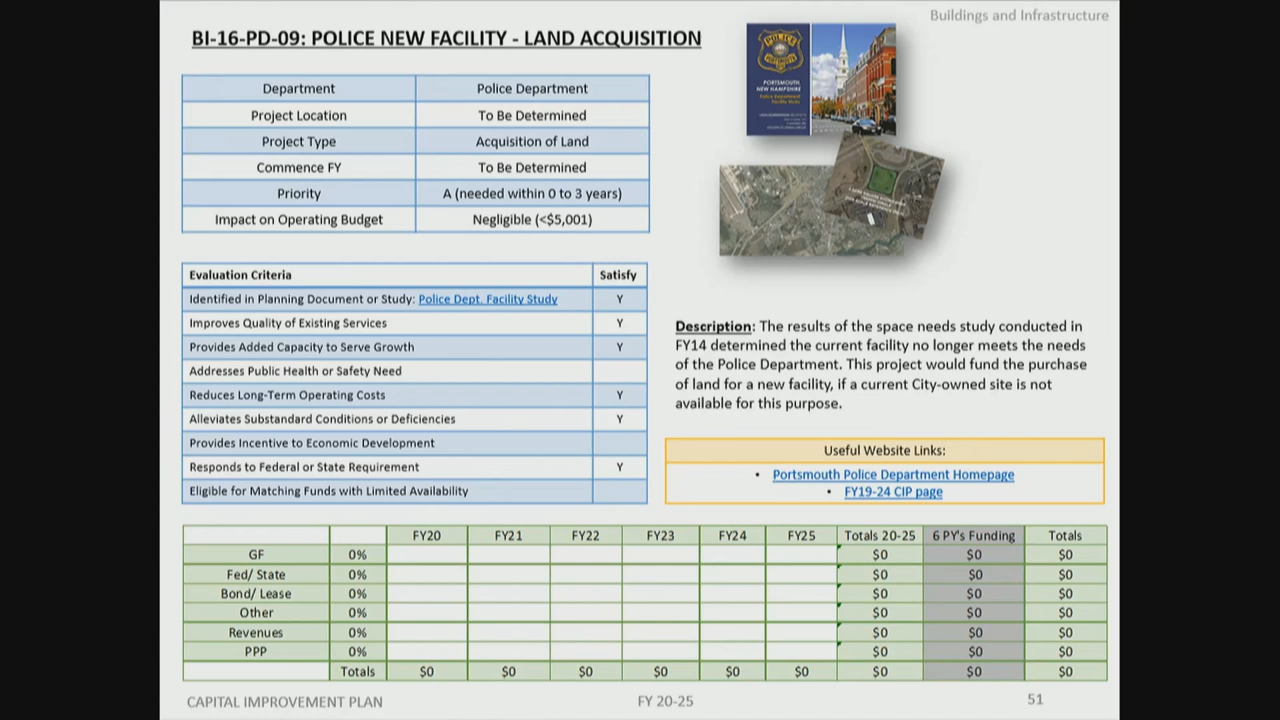 Buildings and Infrastructure
BI-16-PD-09: POLICE NEW FACILITY - LAND ACQUISITION
POLICE
PORTSMOUTH
NEW HAMPSHIRE
Police Department
Facility Study
Department Police Department
Project Location To Be Determined
Project Type Acquisition of Land
Commence FY To Be Determined
Priority A (needed within 0 to 3 years)
Impact on Operating Budget Negligible (<$5,001)
Evaluation Criteria Satisfy
Identified in Planning Document or Study: Police Dept. Facility Study Y
Improves Quality of Existing Services Y
Provides Added Capacity to Serve Growth Y
Addresses Public Health or Safety Need
Reduces Long-Term Operating Costs Y
Alleviates Substandard Conditions or Deficiencies Y
Provides Incentive to Economic Development
Responds to Federal or State Requirement Y
Eligible for Matching Funds with Limited Availability
Description: The results of the space needs study conducted in
FY14 determined the current facility no longer meets the needs
of the Police Department. This project would fund the purchase
of land for a new facility, if a current City-owned site is not
available for this purpose.
Useful Website Links:
• Portsmouth Police Department Homepage
• FY19-24 CIP page
FY20 FY21 FY22 FY23 FY24 FY25 Totals 20-25 6 PY's Funding Totals
GF 0% $0 $0 $0
Fed/ State 0% $0 $0 $0
Bond/ Lease 0% $0 $0 $0
Other 0% $0 $0 $0
Revenues 0% $0 $0 $0
PPP 0% $0 $0 $0
Totals $0 $0 $0 $0 $0 $0 $0 $0 $0
CAPITAL IMPROVEMENT PLAN FY 20-25 51